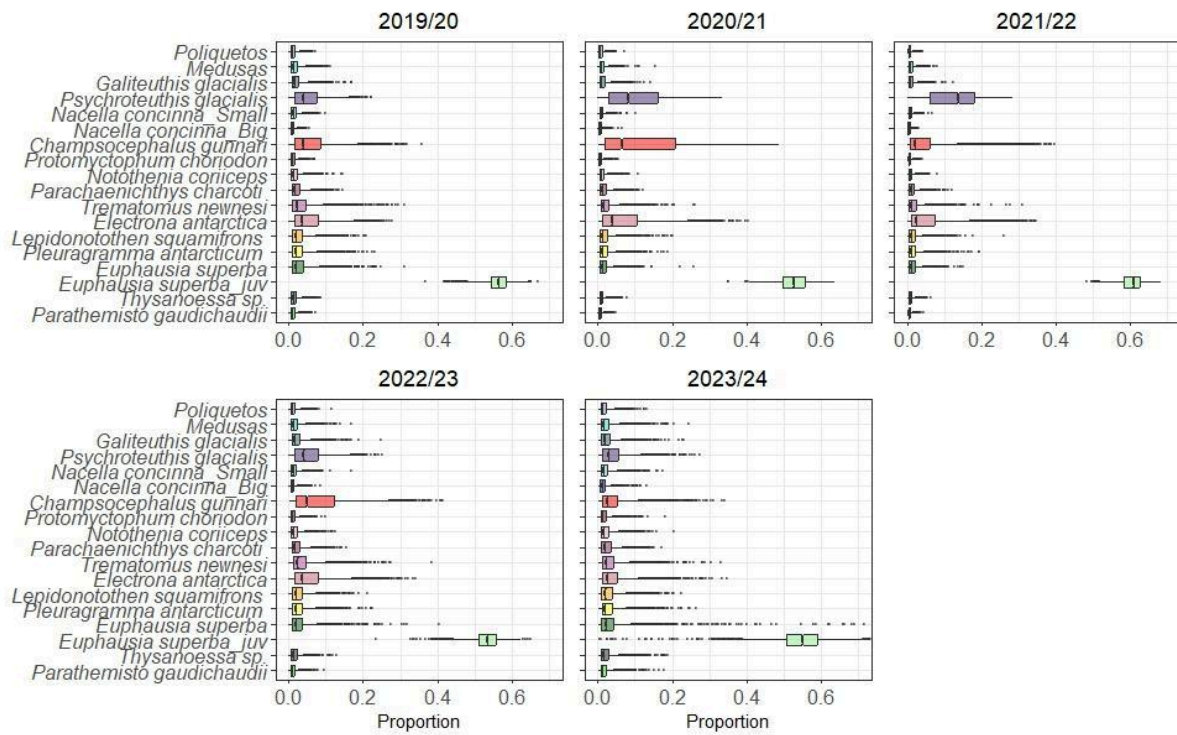 2019/20 2020/21 2021/22
Poliquetos
Medusas
Galiteuthis glacialis
Psychroteuthis glacialis
Nacella concinna_Small
Nacella concinna_Big
Champsocephalus gunnari
Protomyctophum choriodon
Notothenia coriiceps
Parachaenichthys charcoti
Trematomus newnesi
Electrona antarctica
Lepidonotothen squamifrons
Pleuragramma antarcticum
Euphausia superba
Euphausia superba_juv
Thysanoessa sp.
Parathemisto gaudichaudii
0.0 0.2 0.4 0.6 0.0 0.2 0.4 0.6 0.0 0.2 0.4 0.6
2022/23 2023/24
Poliquetos
Medusas
Galiteuthis glacialis
Psychroteuthis glacialis
Nacella concinna_Small
Nacella concinna_Big
Champsocephalus gunnari
Protomyctophum choriodon
Notothenia coriiceps
Parachaenichthys charcoti
Trematomus newnesi
Electrona antarctica
Lepidonotothen squamifrons
Pleuragramma antarcticum
Euphausia superba
Euphausia superba_juv
Thysanoessa sp.
Parathemisto gaudichaudii
0.0 0.2 0.4 0.6 0.0 0.2 0.4 0.6
Proportion Proportion